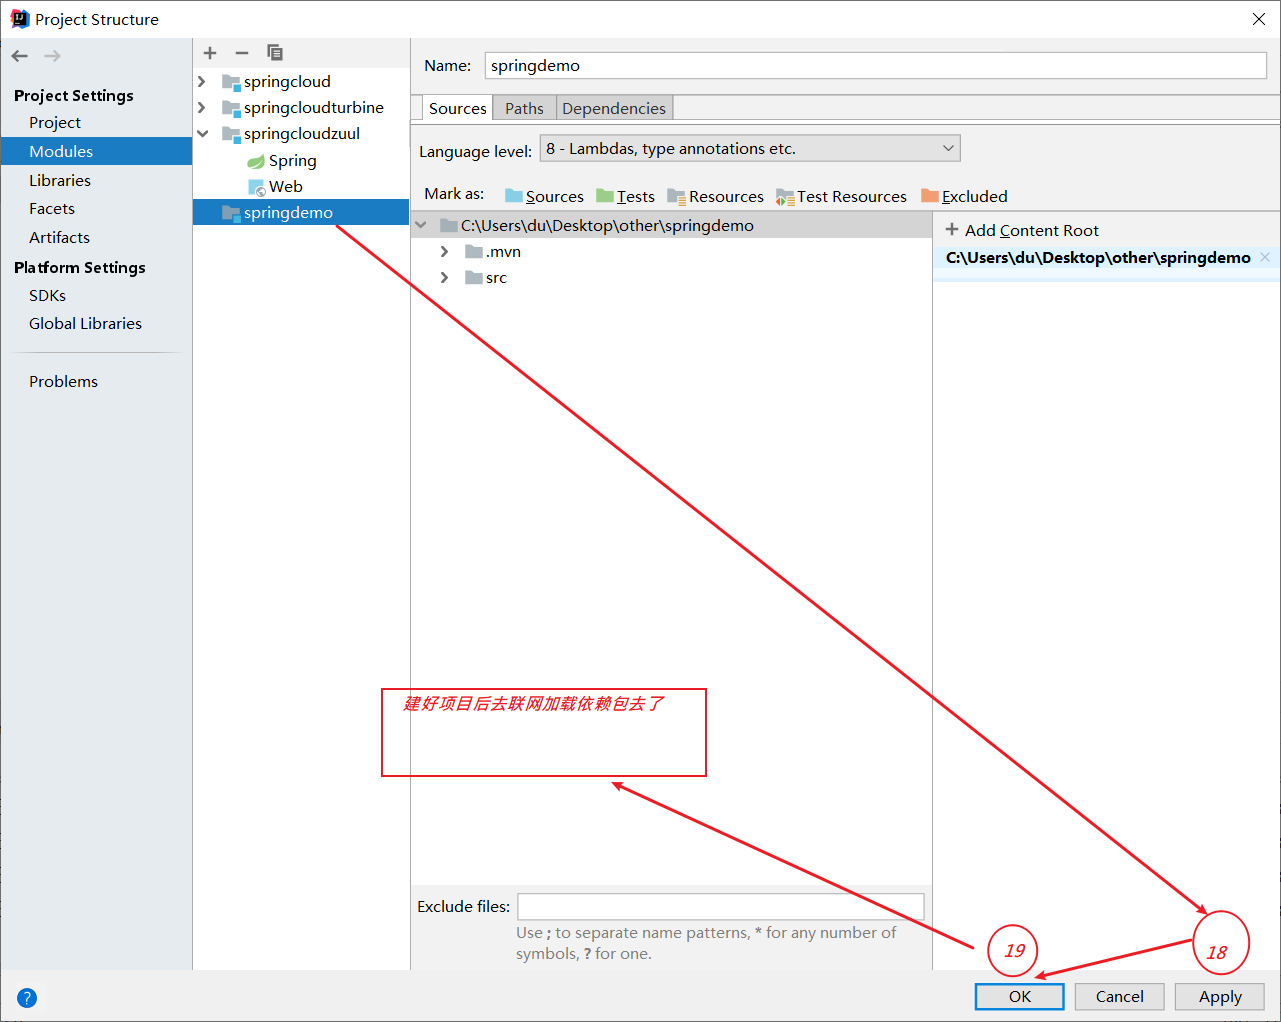 Project Structure
Project Settings
Project
Modules
Libraries
Facets
Artifacts
Platform Settings
SDKs
Global Libraries
Problems
springcloud
springcloudturbine
springcloudzuul
Spring
Web
springdemo
Name: springdemo
Sources Paths Dependencies
Language level: 8 - Lambdas, type annotations etc.
Mark as: Sources Tests Resources Test Resources Excluded
C:\Users\du\Desktop\other\springdemo
.mvn
src
Add Content Root
C:\Users\du\Desktop\other\springdemo
建好项目后去联网加载依赖包去了
Exclude files:
Use ; to separate name patterns, * for any number of
symbols, ? for one.
19
18
OK Cancel Apply